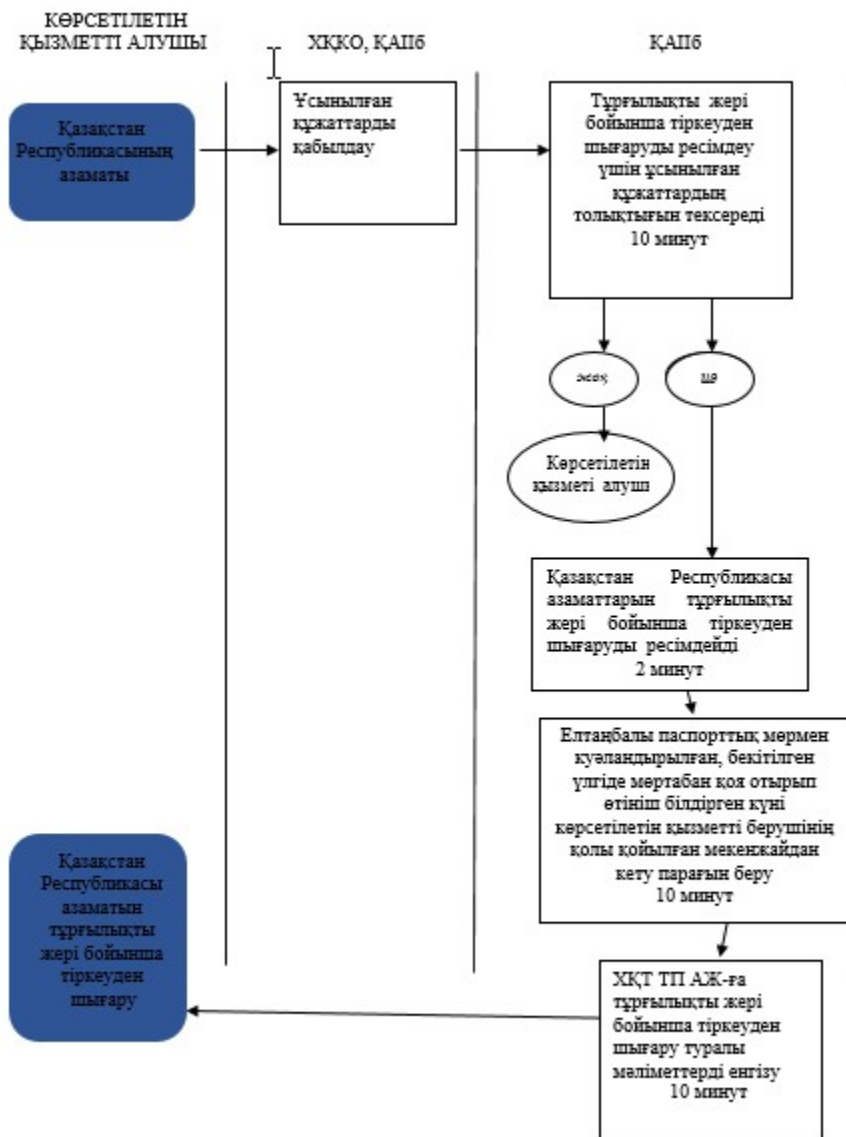 КӨРСЕТІЛЕТІН
ҚЫЗМЕТТІ АЛУШЫ
ХҚКО, ҚАПб
ҚАПб
Қазақстан
Республикасының
азаматы
Ұсынылған
құжаттарды
қабылдау
Тұрғылықты жері
бойынша тіркеуден
шығаруды ресімдеу
үшін ұсынылған
құжаттардың
толықтығын тексереді
10 минут
жоқ
иә
Көрсетілетін
қызметі алушı
Қазақстан Республикасы
азаматтарын тұрғылықты
жері бойынша тіркеуден
шығаруды ресімдейді
2 минут
Елтаңбалы паспорттық мөрмен
куәландырылған, бекітілген
үлгіде мөртабан қоя отырып
өтініш білдірген күні
көрсетілетін қызметті берушінің
қолы қойылған мекенжайдан
кету парағын беру
10 минут
Қазақстан
Республикасы
азаматын
тұрғылықты
жері бойынша
тіркеуден
шығару
ХҚТ ТП АЖ-ға
тұрғылықты жері
бойынша тіркеуден
шығару туралы
мәліметтерді енгізу
10 минут